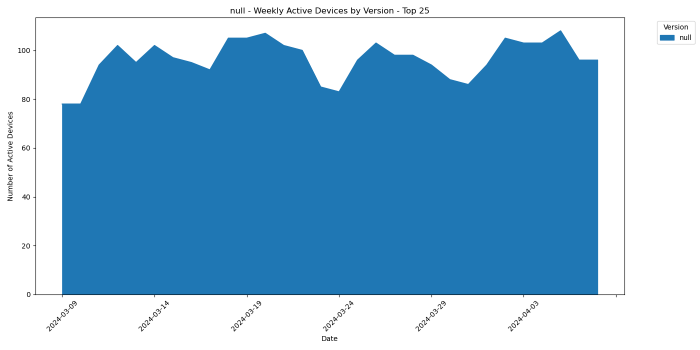 null - Weekly Active Devices by Version - Top 25
Version
null
Number of Active Devices
100
80
60
40
20
0
2024-03-09
2024-03-14
2024-03-19
2024-03-24
2024-03-29
2024-04-03
Date